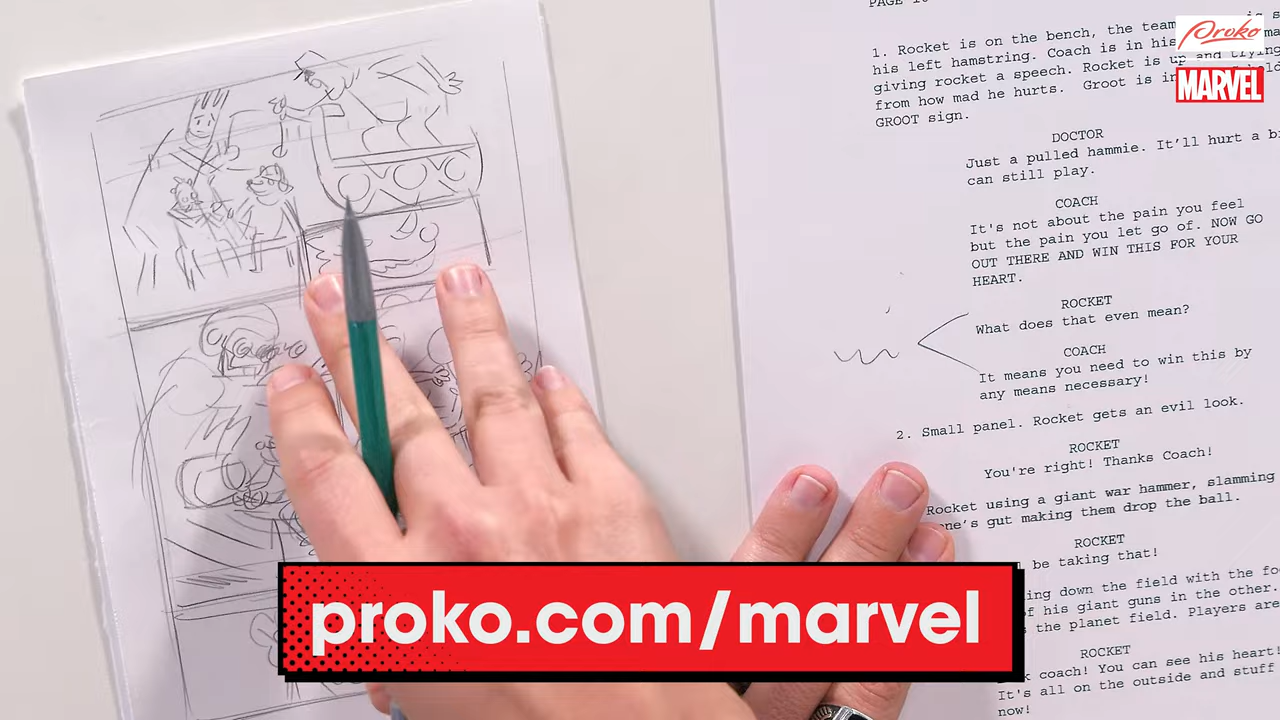 Proko
MARVEL
1. Rocket is on the bench, the team is
his left hamstring. Coach is in his
giving rocket a speech. Rocket is up and trying
from how mad he hurts. Groot is in
GROOT sign.
DOCTOR
Just a pulled hammie. It'll hurt a
can still play.
COACH
It's not about the pain you feel
but the pain you let go of. NOW GO
OUT THERE AND WIN THIS FOR YOUR
HEART.
ROCKET
What does that even mean?
COACH
It means you need to win this by
any means necessary!
2. Small panel. Rocket gets an evil look.
ROCKET
You're right! Thanks Coach!
Rocket using a giant war hammer, slamming
gut making them drop the ball.
ROCKET
be taking that!
down the field with the
of his giant guns in the other.
the planet field. Players are
ROCKET
coach! You can see his heart!
It's all on the outside and stuff
now!
proko.com/marvel